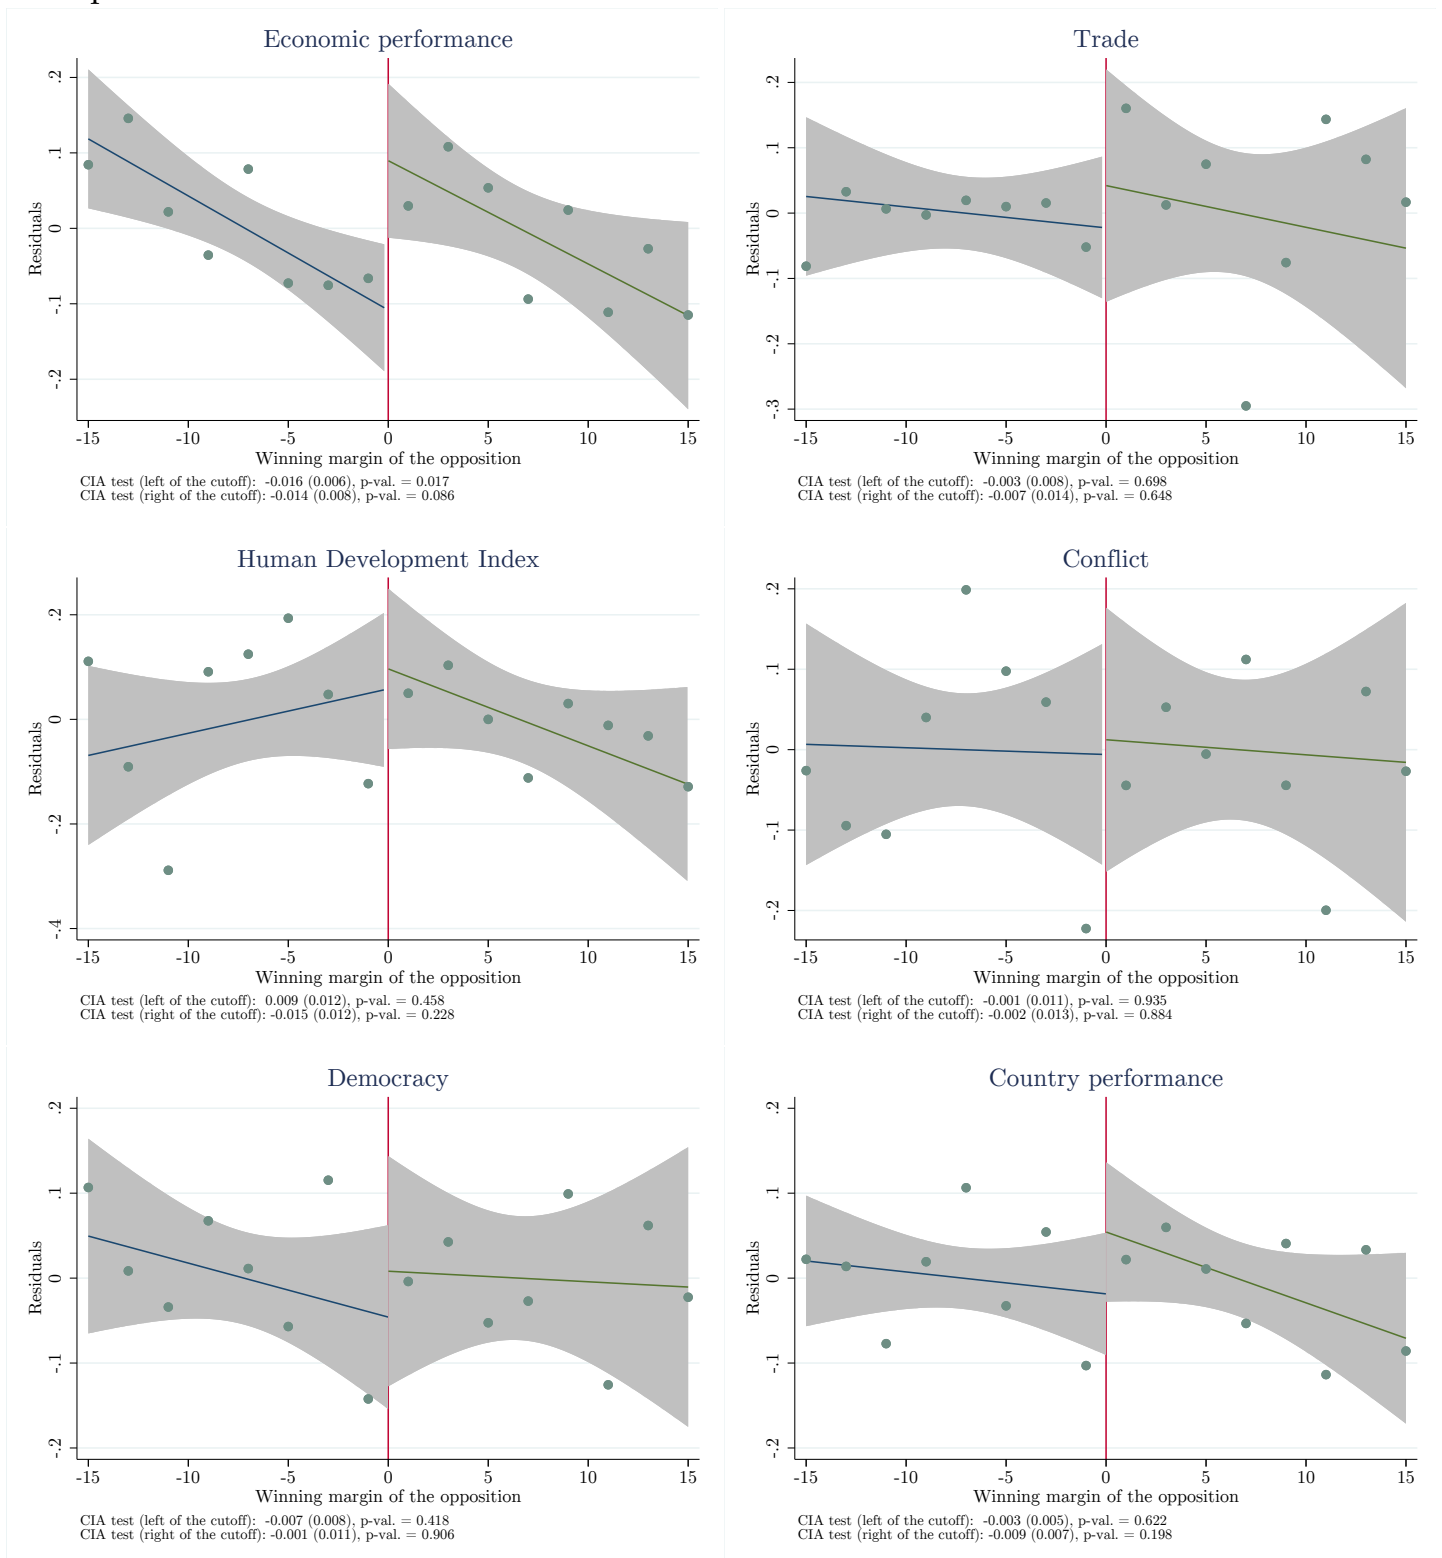 Economic performance
.2
.1
0
-.1
-.2
Residuals
-15 -10 -5 0 5 10 15
Winning margin of the opposition
CIA test (left of the cutoff): -0.016 (0.006), p-val. = 0.017
CIA test (right of the cutoff): -0.014 (0.008), p-val. = 0.086
Trade
.2
.1
0
-.1
-.2
-.3
Residuals
-15 -10 -5 0 5 10 15
Winning margin of the opposition
CIA test (left of the cutoff): -0.003 (0.008), p-val. = 0.698
CIA test (right of the cutoff): -0.007 (0.014), p-val. = 0.648
Human Development Index
.2
0
-.2
-.4
Residuals
-15 -10 -5 0 5 10 15
Winning margin of the opposition
CIA test (left of the cutoff): 0.009 (0.012), p-val. = 0.458
CIA test (right of the cutoff): -0.015 (0.012), p-val. = 0.228
Conflict
.2
.1
0
-.1
-.2
Residuals
-15 -10 -5 0 5 10 15
Winning margin of the opposition
CIA test (left of the cutoff): -0.001 (0.011), p-val. = 0.935
CIA test (right of the cutoff): -0.002 (0.013), p-val. = 0.884
Democracy
.2
.1
0
-.1
-.2
Residuals
-15 -10 -5 0 5 10 15
Winning margin of the opposition
CIA test (left of the cutoff): -0.007 (0.008), p-val. = 0.418
CIA test (right of the cutoff): -0.001 (0.011), p-val. = 0.906
Country performance
.2
.1
0
-.1
-.2
Residuals
-15 -10 -5 0 5 10 15
Winning margin of the opposition
CIA test (left of the cutoff): -0.003 (0.005), p-val. = 0.622
CIA test (right of the cutoff): -0.009 (0.007), p-val. = 0.198